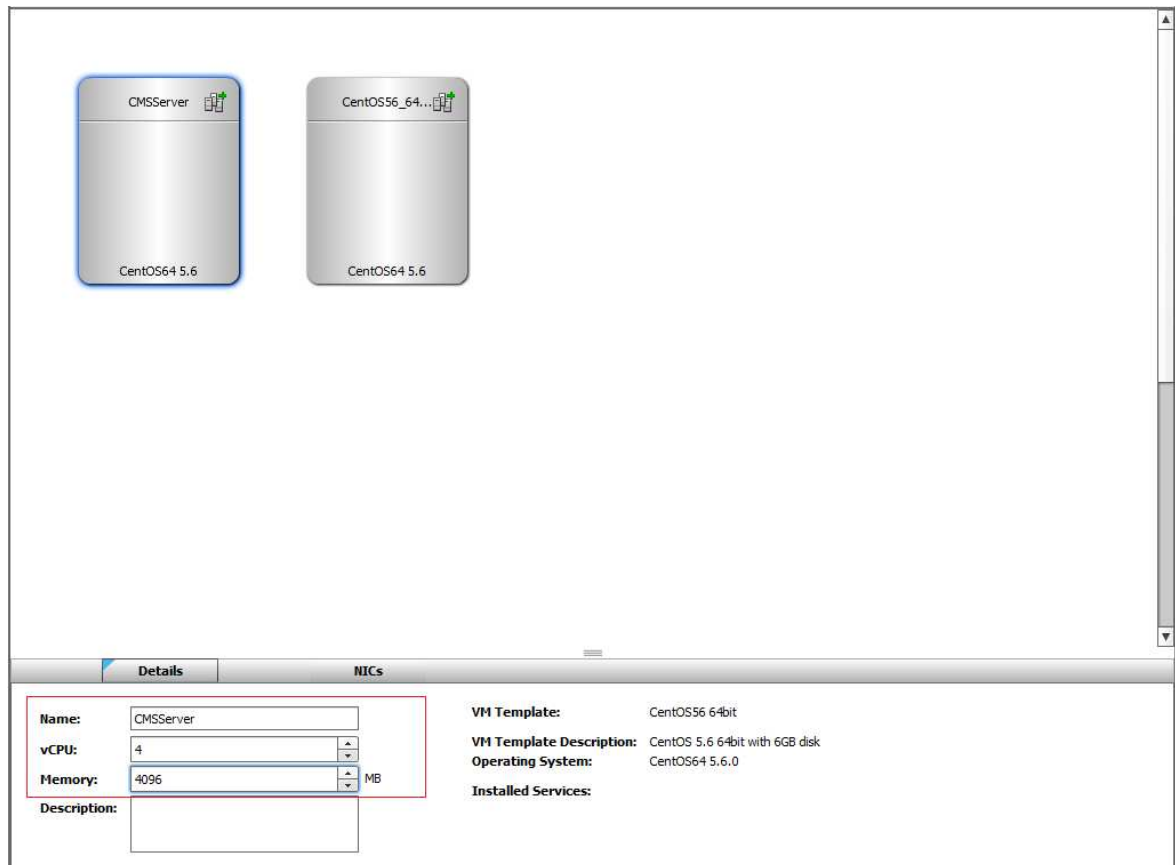 CMSServer
CentOS64 5.6
CentOS56_64...
CentOS64 5.6
Details NICs
Name: CMSServer
vCPU: 4
Memory: 4096 MB
Description:
VM Template: CentOS56 64bit
VM Template Description: CentOS 5.6 64bit with 6GB disk
Operating System: CentOS64 5.6.0
Installed Services: